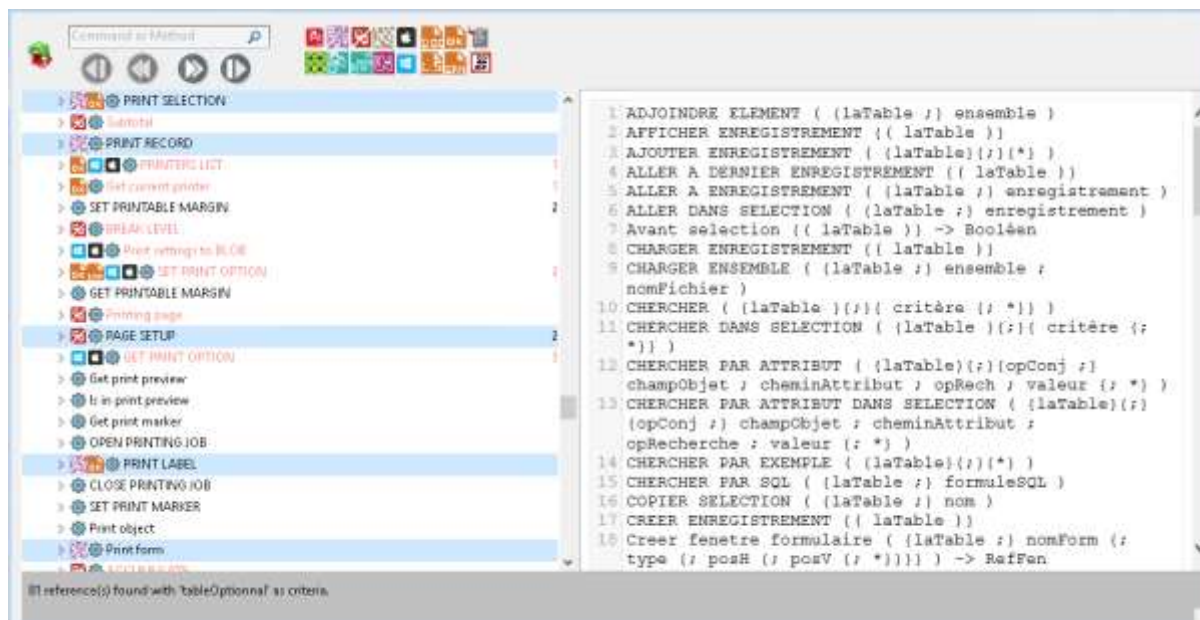 Command or Method
PRINT SELECTION
Subtotal
PRINT RECORD
PRINTERS LIST
Get current printer
SET PRINTABLE MARGIN 2
BREAK LEVEL
Print settings to BLOB
SET PRINT OPTION
GET PRINTABLE MARGIN
Printing page
PAGE SETUP 2
GET PRINT OPTION
Get print preview
Is in print preview
Get print marker
OPEN PRINTING JOB
PRINT LABEL
CLOSE PRINTING JOB
SET PRINT MARKER
Print object
Print form
ACCUMULATE
1 ADJOINDRE ELEMENT ( {laTable ;} ensemble )
2 AFFICHER ENREGISTREMENT {( laTable )}
3 AJOUTER ENREGISTREMENT ( {laTable}{;}{*} )
4 ALLER A DERNIER ENREGISTREMENT {( laTable )}
5 ALLER A ENREGISTREMENT ( {laTable ;} enregistrement )
6 ALLER DANS SELECTION ( {laTable ;} enregistrement )
7 Avant selection {( laTable )} -> Booléen
8 CHARGER ENREGISTREMENT {( laTable )}
9 CHARGER ENSEMBLE ( {laTable ;} ensemble ;
nomFichier )
10 CHERCHER ( {laTable }{;}{ critère {; *}} )
11 CHERCHER DANS SELECTION ( {laTable }{;}{ critère {;
*}} )
12 CHERCHER PAR ATTRIBUT ( {laTable}{;}{opConj ;}
champObjet ; cheminAttribut ; opRech ; valeur {; *} )
13 CHERCHER PAR ATTRIBUT DANS SELECTION ( {laTable}{;}
{opConj ;} champObjet ; cheminAttribut ;
opRecherche ; valeur {; *} )
14 CHERCHER PAR EXEMPLE ( {laTable}{;}{*} )
15 CHERCHER PAR SQL ( {laTable ;} formuleSQL )
16 COPIER SELECTION ( {laTable ;} nom )
17 CREER ENREGISTREMENT {( laTable )}
18 Creer fenetre formulaire ( {laTable ;} nomForm {;
type {; posH {; posV {; *}}}} ) -> RefFen
81 reference(s) found with 'tableOptionnal' as criteria.